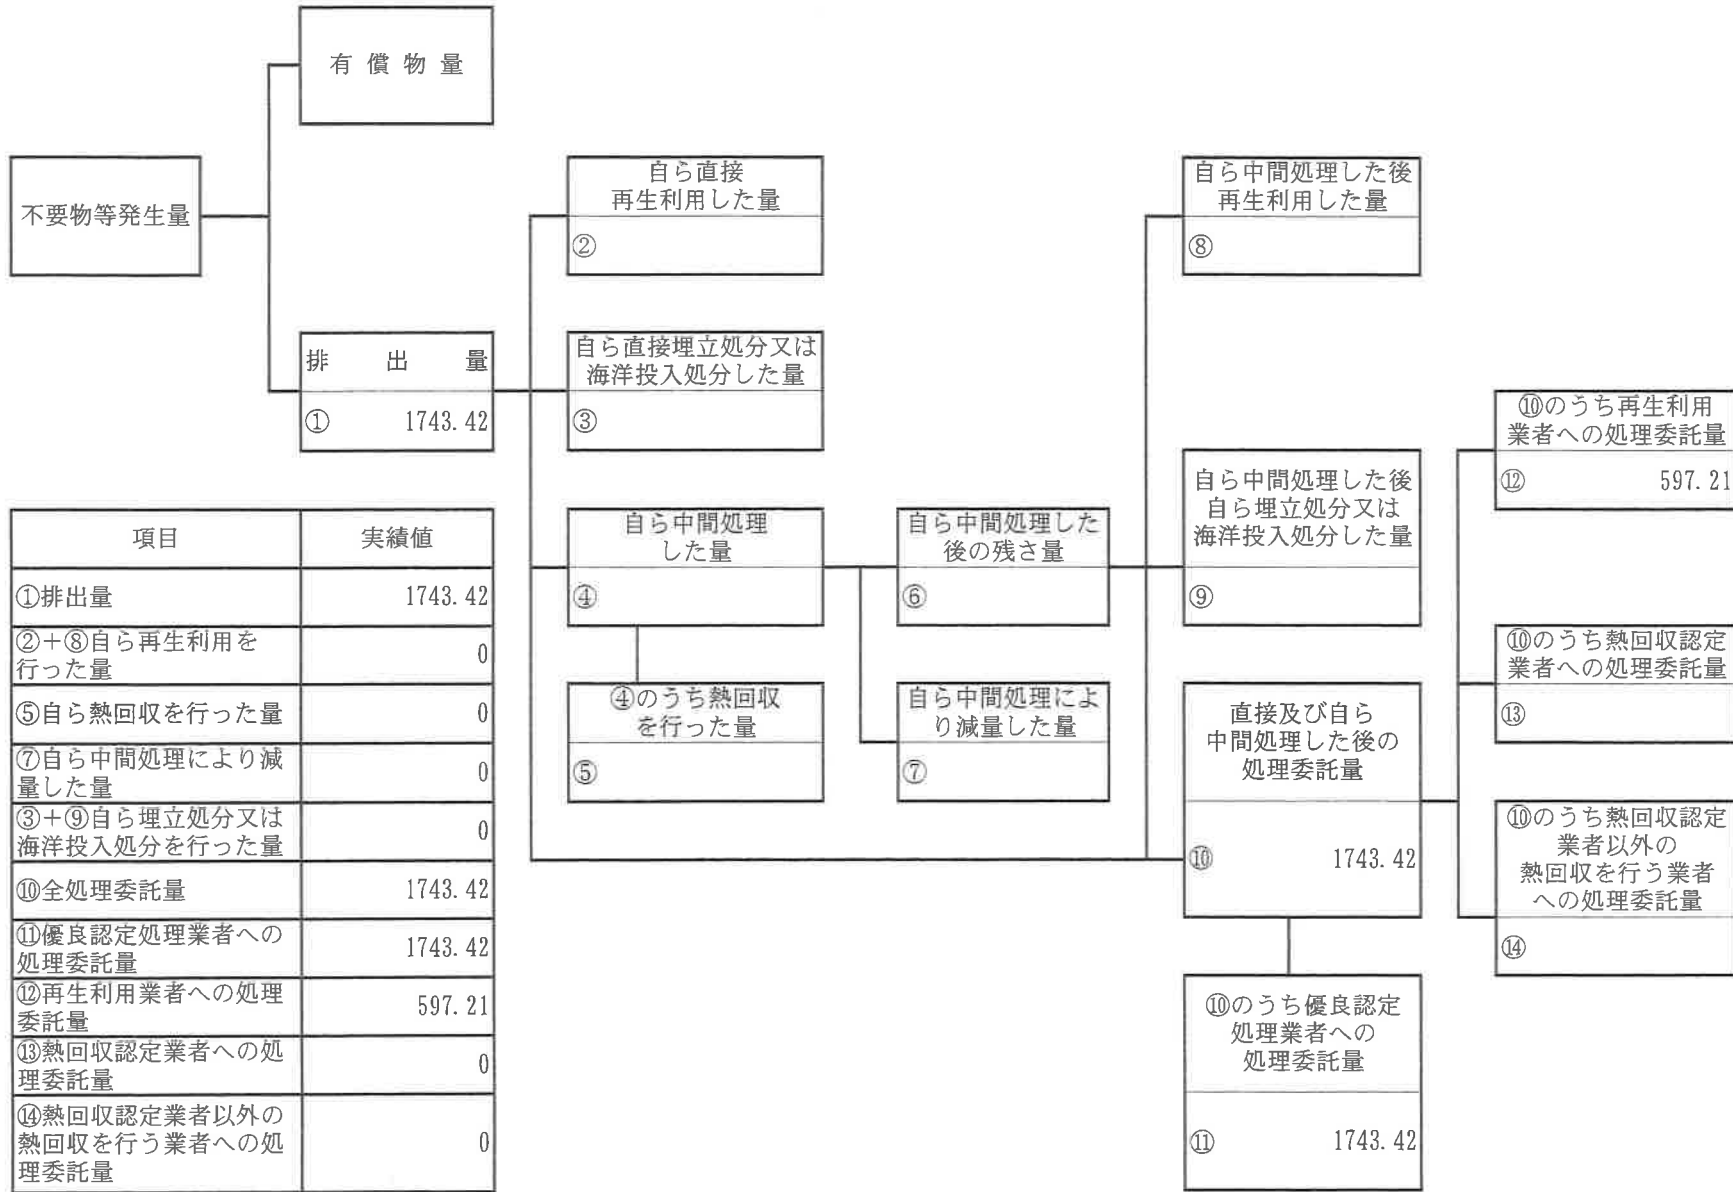 有償物量
不要物等発生量
排出量
① 1743.42
自ら直接
再生利用した量
②
自ら直接埋立処分又は
海洋投入処分した量
③
自ら中間処理
した量
④
④のうち熱回収
を行った量
⑤
自ら中間処理した
後の残さ量
⑥
自ら中間処理によ
り減量した量
⑦
自ら中間処理した後
再生利用した量
⑧
自ら中間処理した後
自ら埋立処分又は
海洋投入処分した量
⑨
直接及び自ら
中間処理した後の
処理委託量
⑩ 1743.42
⑩のうち優良認定
処理業者への
処理委託量
⑪ 1743.42
⑩のうち再生利用
業者への処理委託量
⑫ 597.21
⑩のうち熱回収認定
業者への処理委託量
⑬
⑩のうち熱回収認定
業者以外の
熱回収を行う業者
への処理委託量
⑭
項目 実績値
①排出量 1743.42
②+⑧自ら再生利用を
行った量 0
⑤自ら熱回収を行った量 0
⑦自ら中間処理により減
量した量 0
③+⑨自ら埋立処分又は
海洋投入処分を行った量 0
⑩全処理委託量 1743.42
⑪優良認定処理業者への
処理委託量 1743.42
⑫再生利用業者への処理
委託量 597.21
⑬熱回収認定業者への処
理委託量 0
⑭熱回収認定業者以外の
熱回収を行う業者への処
理委託量 0